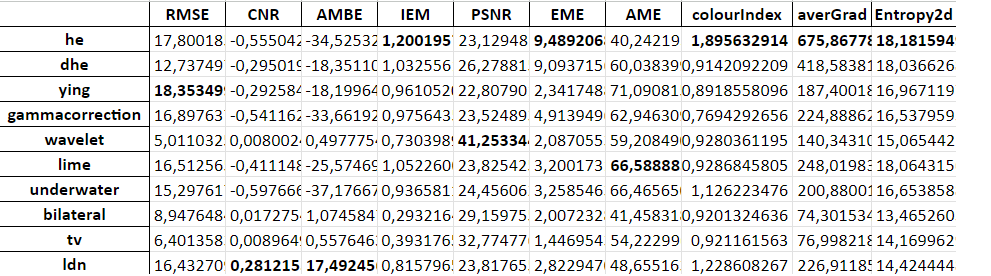 RMSE CNR AMBE IEM PSNR EME AME colourIndex averGrad Entropy2d
he 17,800183 -0,555042 -34,52532 1,200195 23,12948 9,489206 40,24219 1,895632914 675,86778 18,181594
dhe 12,73749 -0,295019 -18,35110 1,032556 26,27881 9,093715 60,038399 0,9142092209 418,58381 18,036626
ying 18,353499 -0,292584 -18,19964 0,961052 22,80790 2,341748 71,090810 0,8918558096 187,40018 16,967119
gammacorrection 16,89763 -0,541162 -33,66192 0,975643 23,52489 4,913949 62,946309 0,7694292656 224,88862 16,537959
wavelet 5,011032 0,008002 0,497775 0,730398 41,25334 2,087055 59,208490 0,9280361195 140,34310 15,065442
lime 16,51256 -0,411148 -25,57469 1,052260 23,82542 3,200173 66,58888 0,9286845805 248,01983 18,064315
underwater 15,29761 -0,597666 -37,17667 0,936581 24,45606 3,258546 66,465650 1,126223476 200,88001 16,653858
bilateral 8,947648 0,017275 1,074584 0,293216 29,15975 2,007232 41,458318 0,9201324636 74,301534 13,465260
tv 6,401358 0,008964 0,557646 0,393176 32,77477 1,446954 54,22299 0,921161563 76,998218 14,169962
ldn 16,432709 0,281215 17,49245 0,815796 23,81765 2,822947 48,65516 1,228608267 226,91185 14,424444